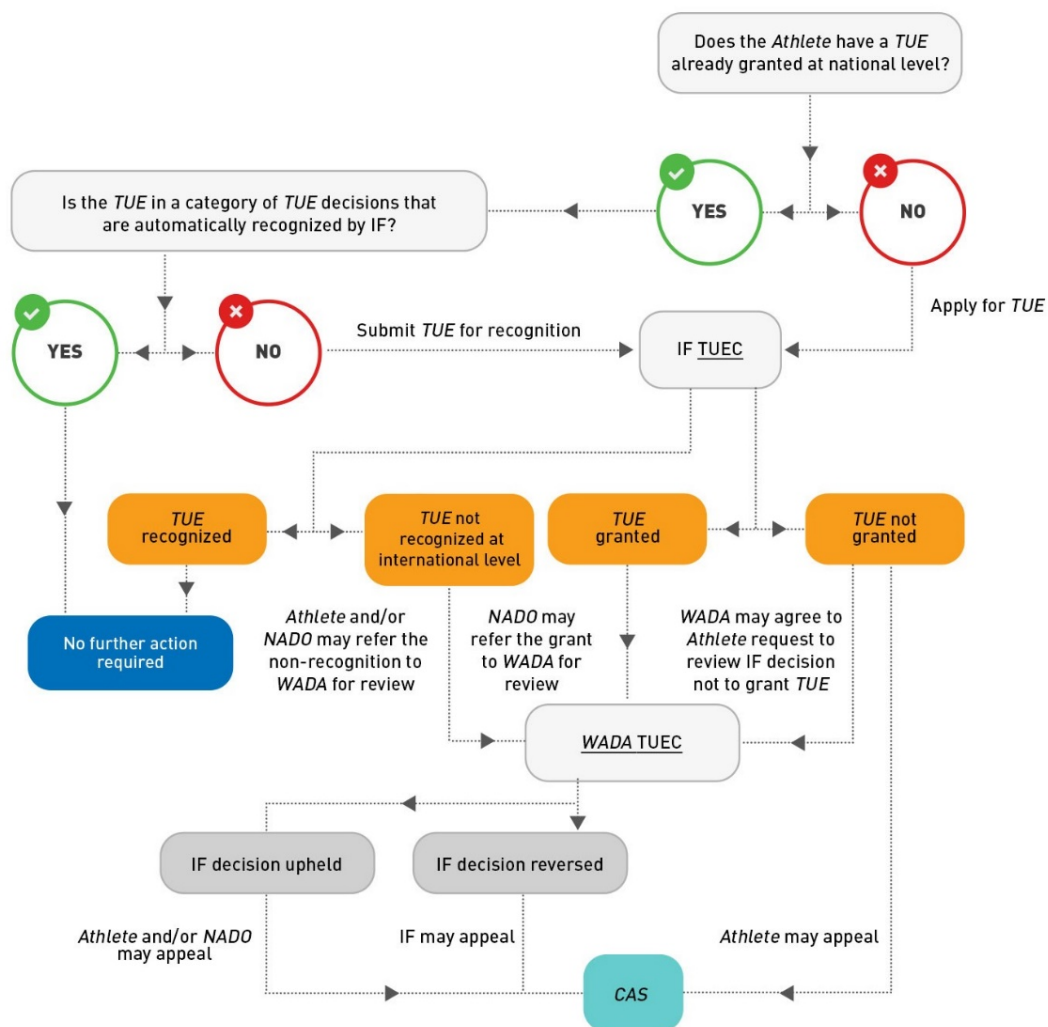 Does the Athlete have a TUE
already granted at national level?
YES
NO
Is the TUE in a category of TUE decisions that
are automatically recognized by IF?
YES
NO
Submit TUE for recognition
IF TUEC
Apply for TUE
TUE
recognized
TUE not
recognized at
international level
TUE
granted
TUE not
granted
No further action
required
Athlete and/or
NADO may refer the
non-recognition to
WADA for review
NADO may
refer the grant
to WADA for
review
WADA may agree to
Athlete request to
review IF decision
not to grant TUE
WADA TUEC
IF decision upheld
IF decision reversed
Athlete and/or NADO
may appeal
IF may appeal
Athlete may appeal
CAS